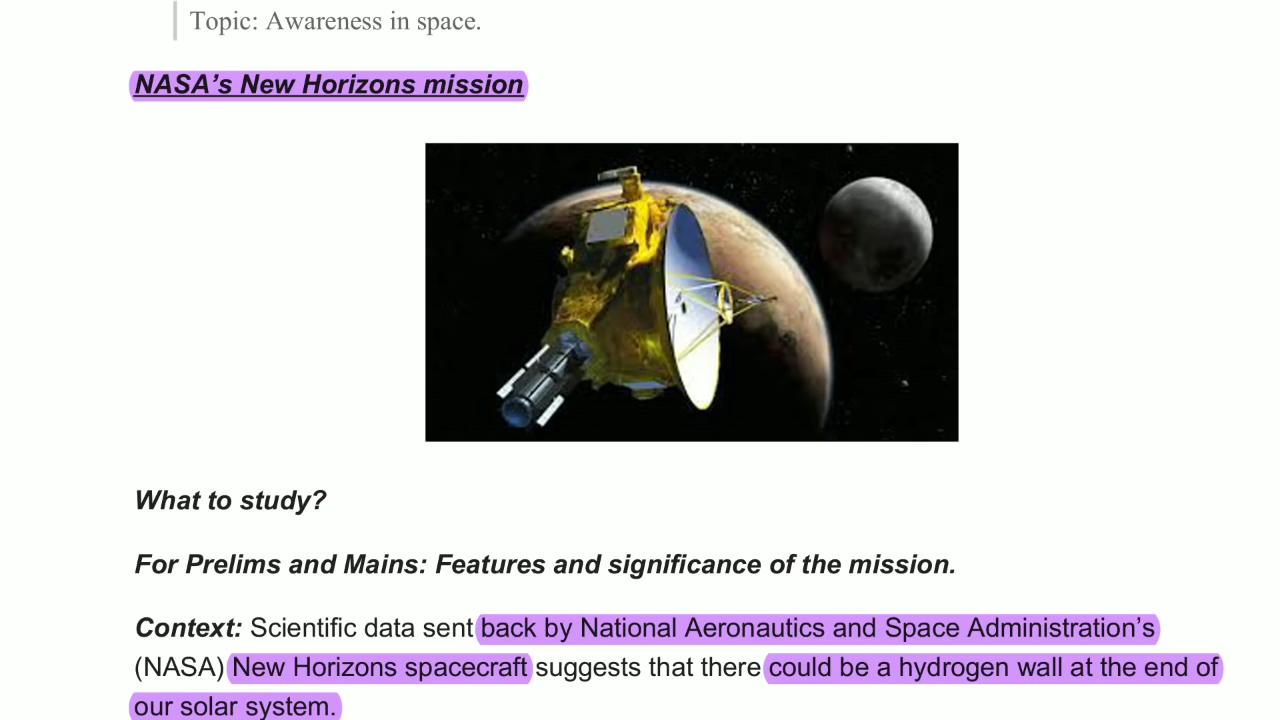 Topic: Awareness in space.
NASA’s New Horizons mission
What to study?
For Prelims and Mains: Features and significance of the mission.
Context: Scientific data sent back by National Aeronautics and Space Administration’s
(NASA) New Horizons spacecraft suggests that there could be a hydrogen wall at the end of
our solar system.